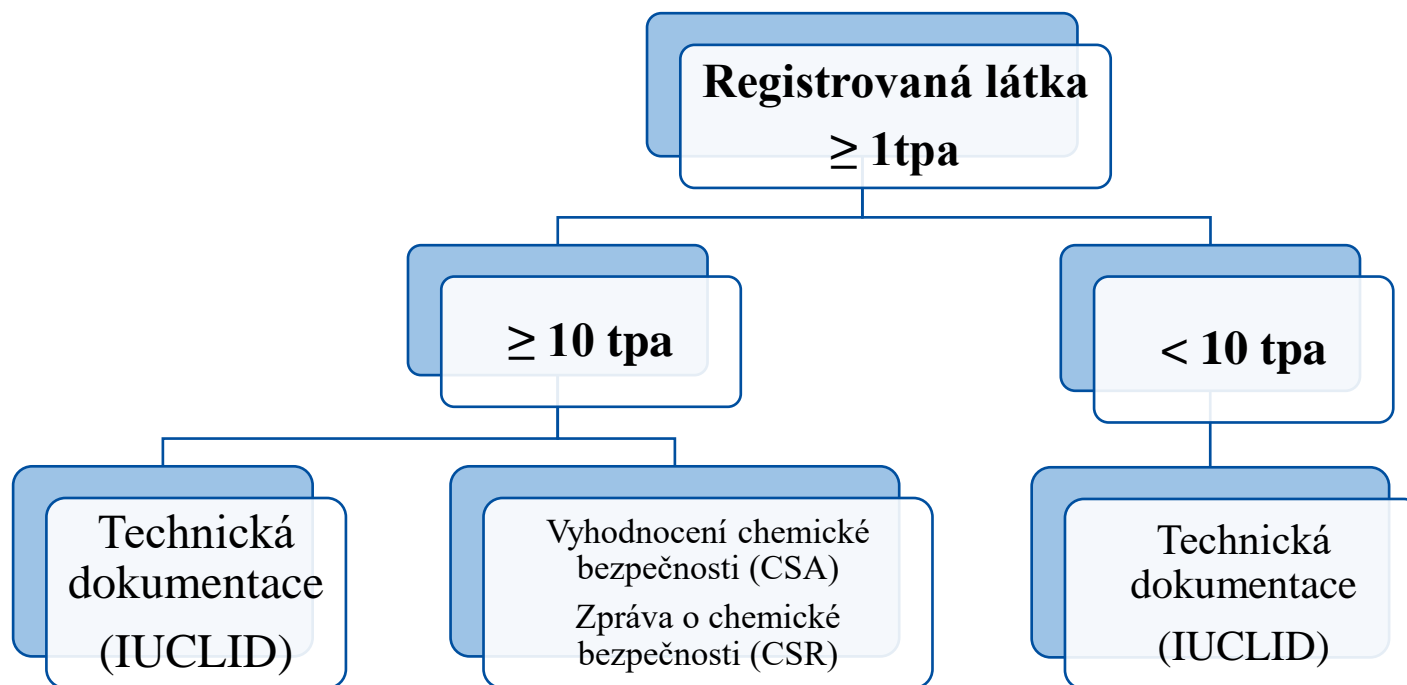 Registrovaná látka
≥ 1tpa
≥ 10 tpa
< 10 tpa
Technická
dokumentace
(IUCLID)
Vyhodnocení chemické
bezpečnosti (CSA)
Zpráva o chemické
bezpečnosti (CSR)
Technická
dokumentace
(IUCLID)